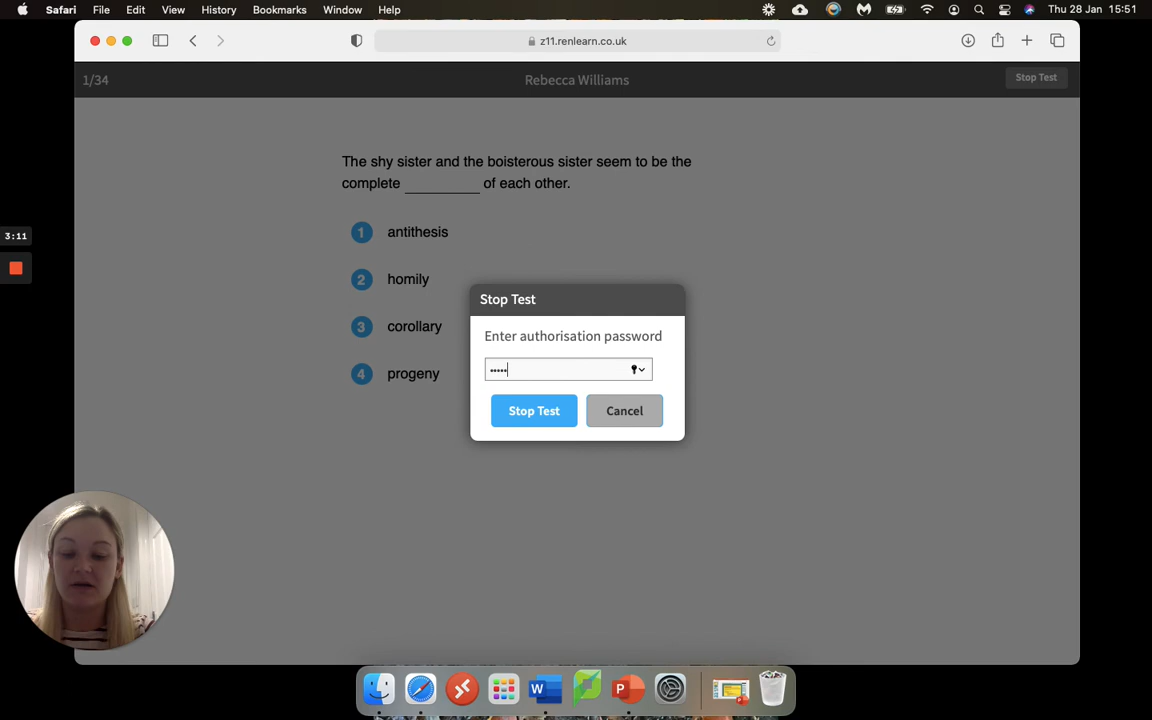 Safari File Edit View History Bookmarks Window Help Thu 28 Jan 15:51
z11.renlearn.co.uk
1/34 Rebecca Williams Stop Test
The shy sister and the boisterous sister seem to be the
complete __________ of each other.
1 antithesis
2 homily
3 corollary
4 progeny
Stop Test
Enter authorisation password
•••••
Stop Test Cancel
3:11
W P